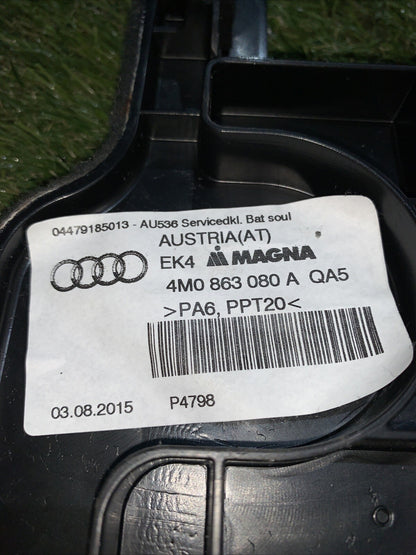 04479185013 - AU536 Servicedkl. Bat soul
AUSTRIA(AT)
EK4 MAGNA
4M0 863 080 A QA5
>PA6, PPT20<
03.08.2015 P4798